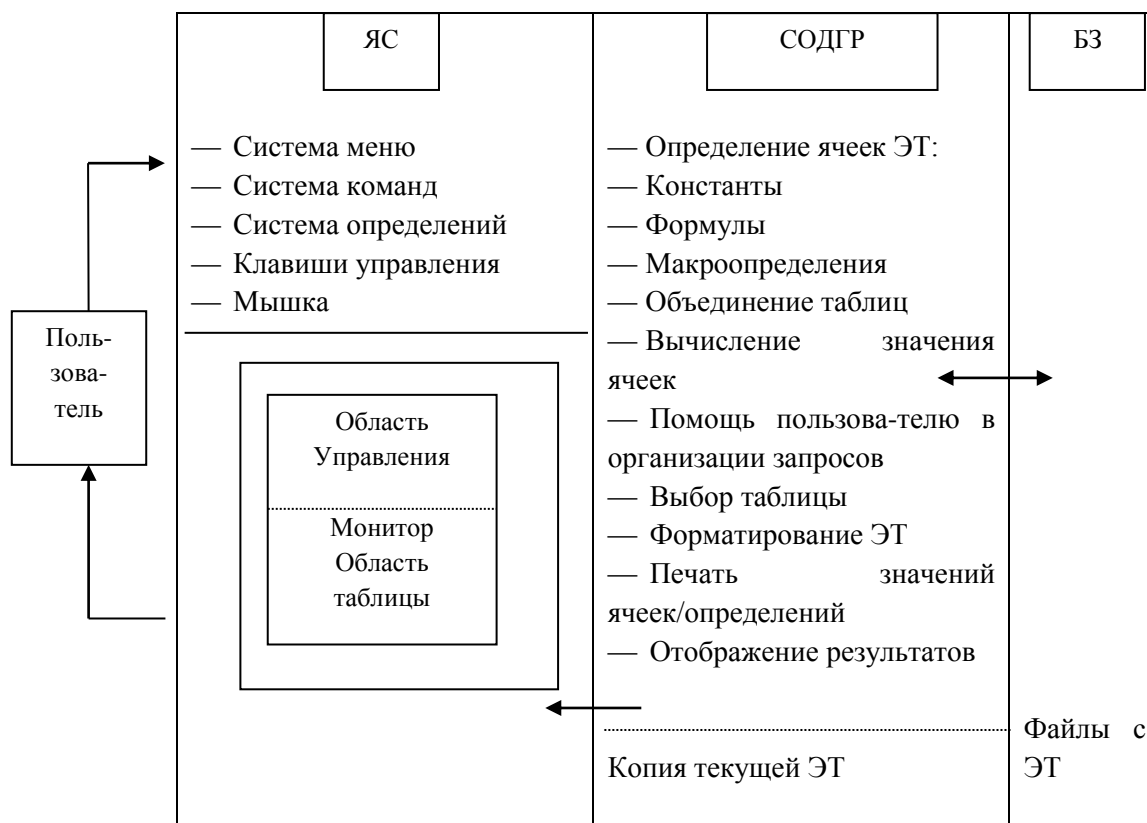 ЯС
СОДГР
БЗ
— Система меню
— Система команд
— Система определений
— Клавиши управления
— Мышка
Поль-
зова-
тель
Область
Управления
Монитор
Область
таблицы
— Определение ячеек ЭТ:
— Константы
— Формулы
— Макроопределения
— Объединение таблиц
— Вычисление значения
ячеек
— Помощь пользова-телю в
организации запросов
— Выбор таблицы
— Форматирование ЭТ
— Печать значений
ячеек/определений
— Отображение результатов
Копия текущей ЭТ
Файлы с
ЭТ